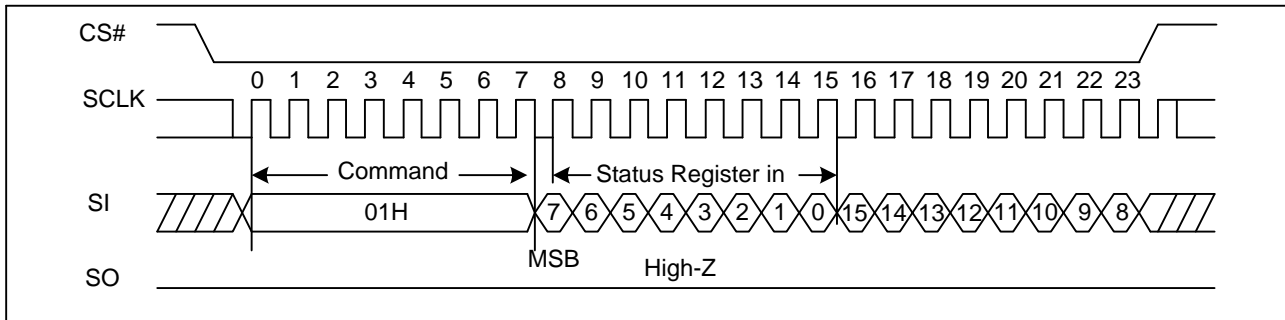 CS#
0 1 2 3 4 5 6 7 8 9 10 11 12 13 14 15 16 17 18 19 20 21 22 23
SCLK
Command Status Register in
SI 01H 7 6 5 4 3 2 1 0 15 14 13 12 11 10 9 8
MSB High-Z
SO